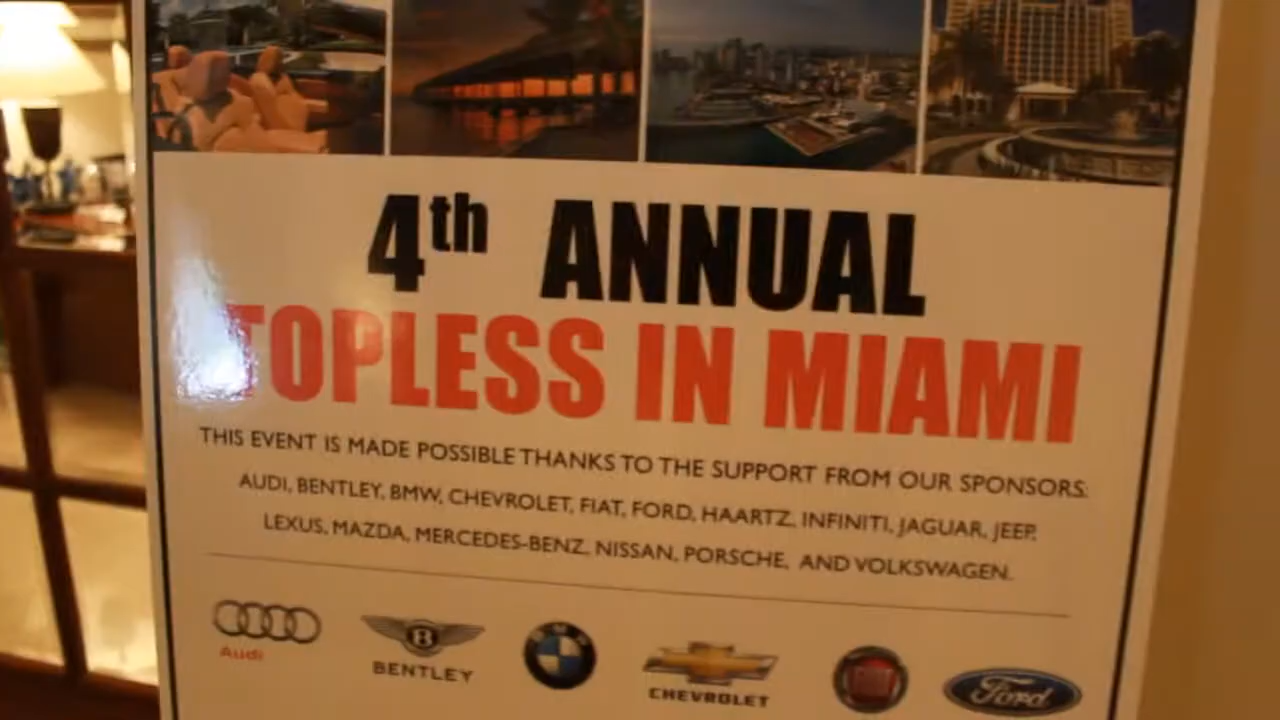 4th ANNUAL
TOPLESS IN MIAMI
THIS EVENT IS MADE POSSIBLE THANKS TO THE SUPPORT FROM OUR SPONSORS:
AUDI, BENTLEY, BMW, CHEVROLET, FIAT, FORD, HAARTZ, INFINITI, JAGUAR, JEEP,
LEXUS, MAZDA, MERCEDES-BENZ, NISSAN, PORSCHE, AND VOLKSWAGEN.
Audi
B
BENTLEY
BMW
CHEVROLET
Ford